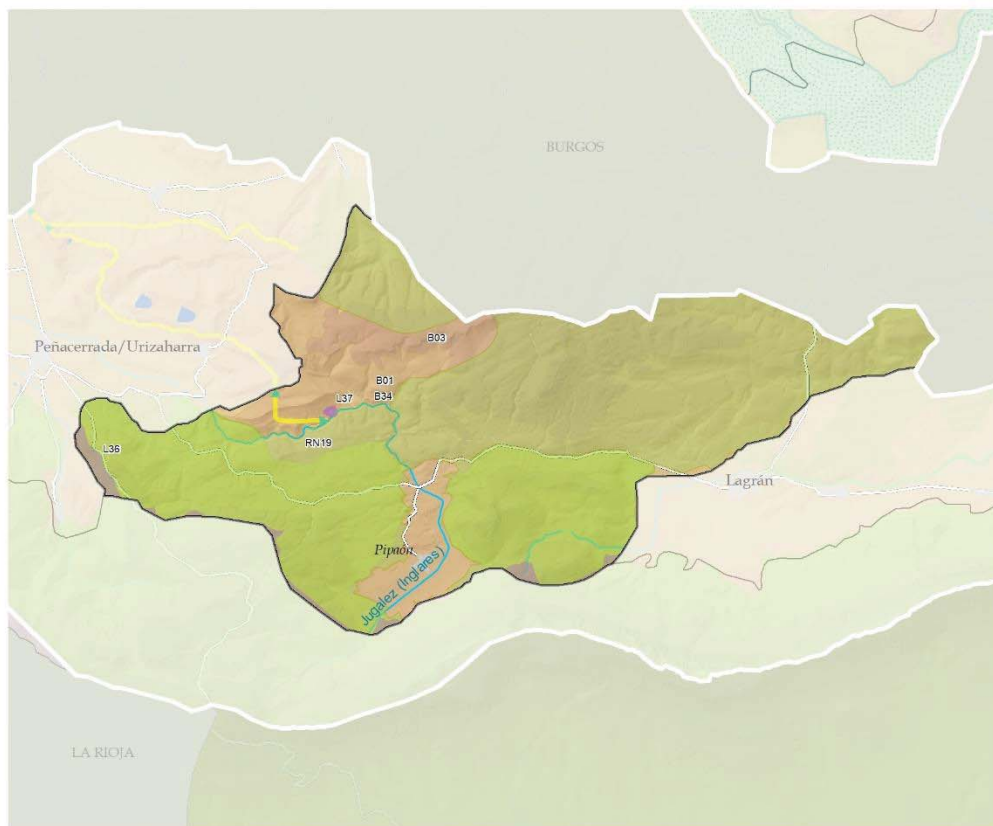 BURGOS
Peñacerrada/Urizaharra
B03
B01
L37
B34
RN19
L36
Lagrán
Pipaón
Jugalez (Inglares)
LA RIOJA